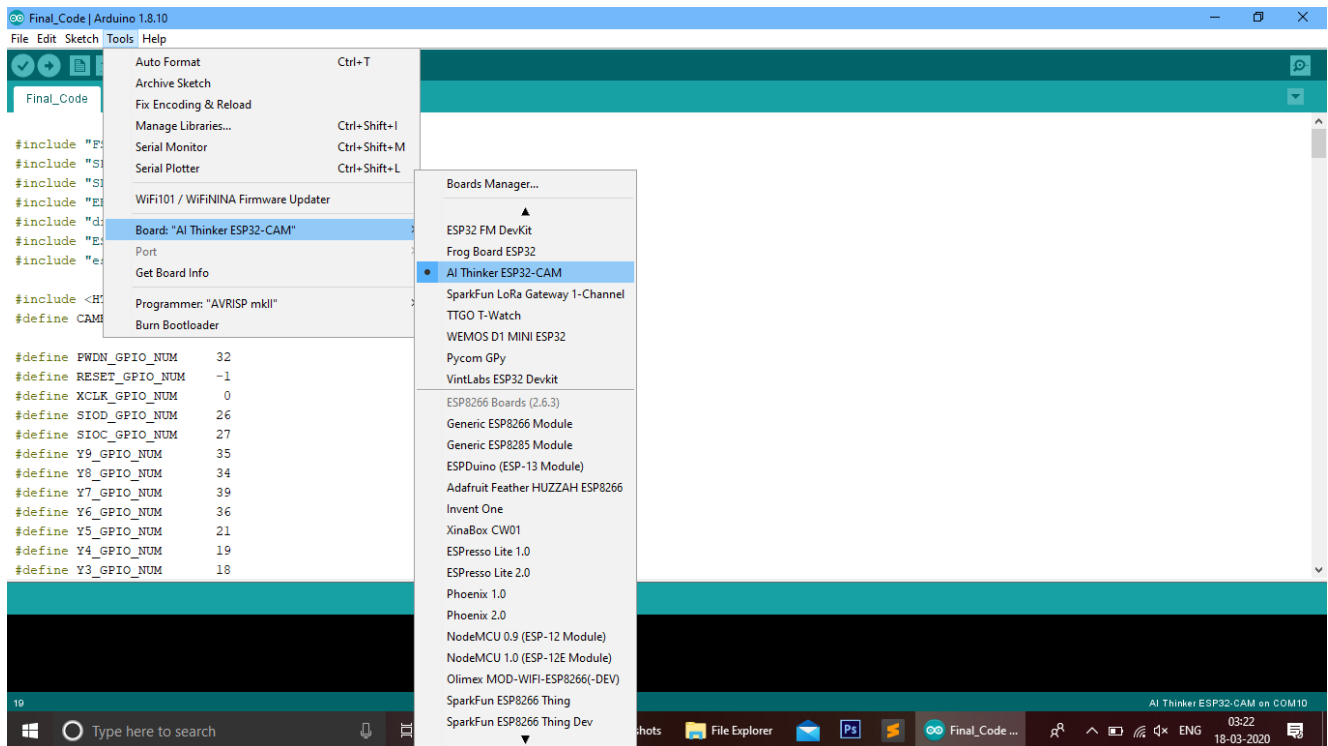 Final_Code | Arduino 1.8.10
File Edit Sketch Tools Help
Final_Code
Auto Format Ctrl+T
Archive Sketch
Fix Encoding & Reload
Manage Libraries... Ctrl+Shift+I
Serial Monitor Ctrl+Shift+M
Serial Plotter Ctrl+Shift+L
WiFi101 / WiFiNINA Firmware Updater
Board: "AI Thinker ESP32-CAM"
Port
Get Board Info
Programmer: "AVRISP mkII"
Burn Bootloader
Boards Manager...
ESP32 FM DevKit
Frog Board ESP32
AI Thinker ESP32-CAM
SparkFun LoRa Gateway 1-Channel
TTGO T-Watch
WEMOS D1 MINI ESP32
Pycom GPy
VintLabs ESP32 Devkit
ESP8266 Boards (2.6.3)
Generic ESP8266 Module
Generic ESP8285 Module
ESPDuino (ESP-13 Module)
Adafruit Feather HUZZAH ESP8266
Invent One
XinaBox CW01
ESPresso Lite 1.0
ESPresso Lite 2.0
Phoenix 1.0
Phoenix 2.0
NodeMCU 0.9 (ESP-12 Module)
NodeMCU 1.0 (ESP-12E Module)
Olimex MOD-WIFI-ESP8266(-DEV)
SparkFun ESP8266 Thing
SparkFun ESP8266 Thing Dev
#include
#include "S
#include "S
#include "E
#include "d
#include "E
#include "e
#include <H
#define CAM
#define PWDN_GPIO_NUM 32
#define RESET_GPIO_NUM -1
#define XCLK_GPIO_NUM 0
#define SIOD_GPIO_NUM 26
#define SIOC_GPIO_NUM 27
#define Y9_GPIO_NUM 35
#define Y8_GPIO_NUM 34
#define Y7_GPIO_NUM 39
#define Y6_GPIO_NUM 36
#define Y5_GPIO_NUM 21
#define Y4_GPIO_NUM 19
#define Y3_GPIO_NUM 18
19
AI Thinker ESP32-CAM on COM10
Type here to search
shots
File Explorer
Ps
Final_Code ...
ENG
03:22
18-03-2020